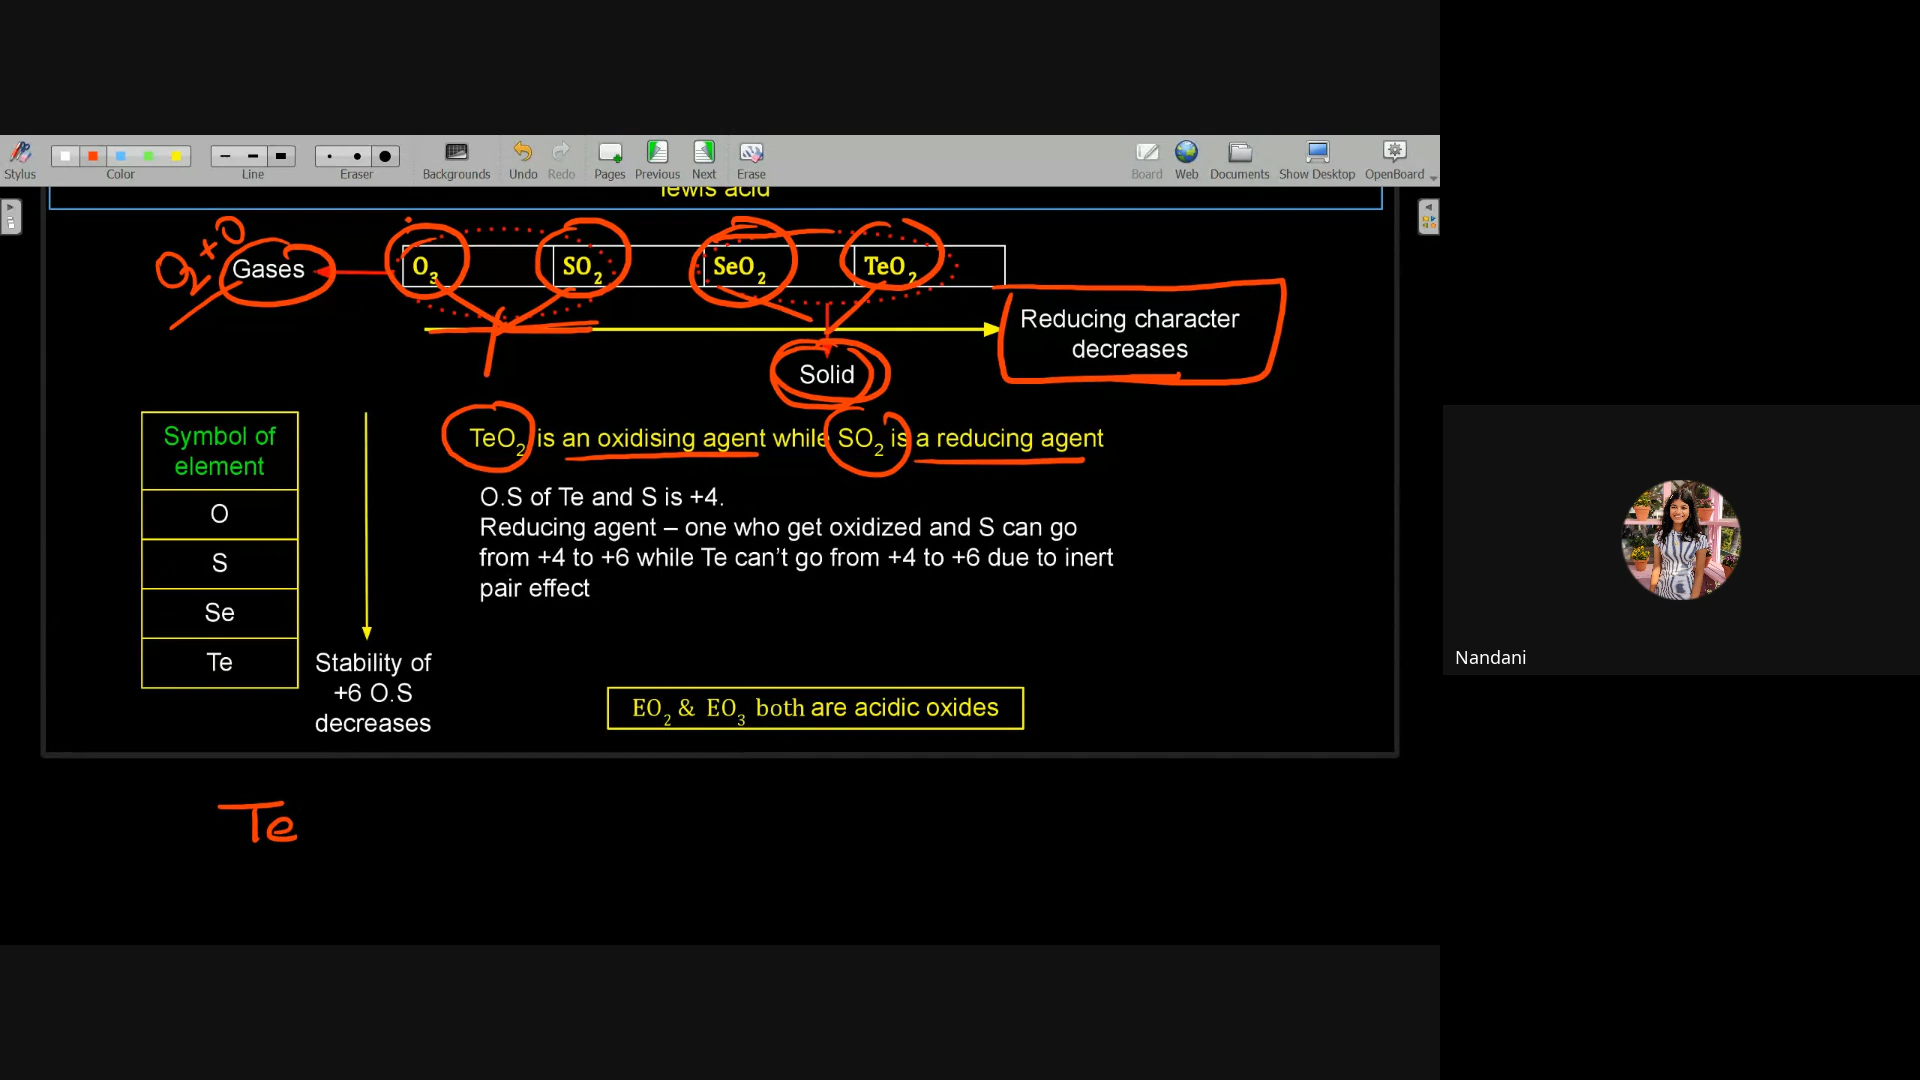 Stylus
Color
Line
Eraser
Backgrounds
Undo
Redo
Pages
Previous
Next
Erase
Board
Web
Documents
Show Desktop
OpenBoard
lewis acid
O₂+O
Gases
O₃
SO₂
SeO₂
TeO₂
Reducing character
decreases
Solid
TeO₂ is an oxidising agent while SO₂ is a reducing agent
O.S of Te and S is +4.
Reducing agent – one who get oxidized and S can go
from +4 to +6 while Te can’t go from +4 to +6 due to inert
pair effect
Symbol of
element
O
S
Se
Te
Stability of
+6 O.S
decreases
EO₂ & EO₃ both are acidic oxides
Te
Nandani